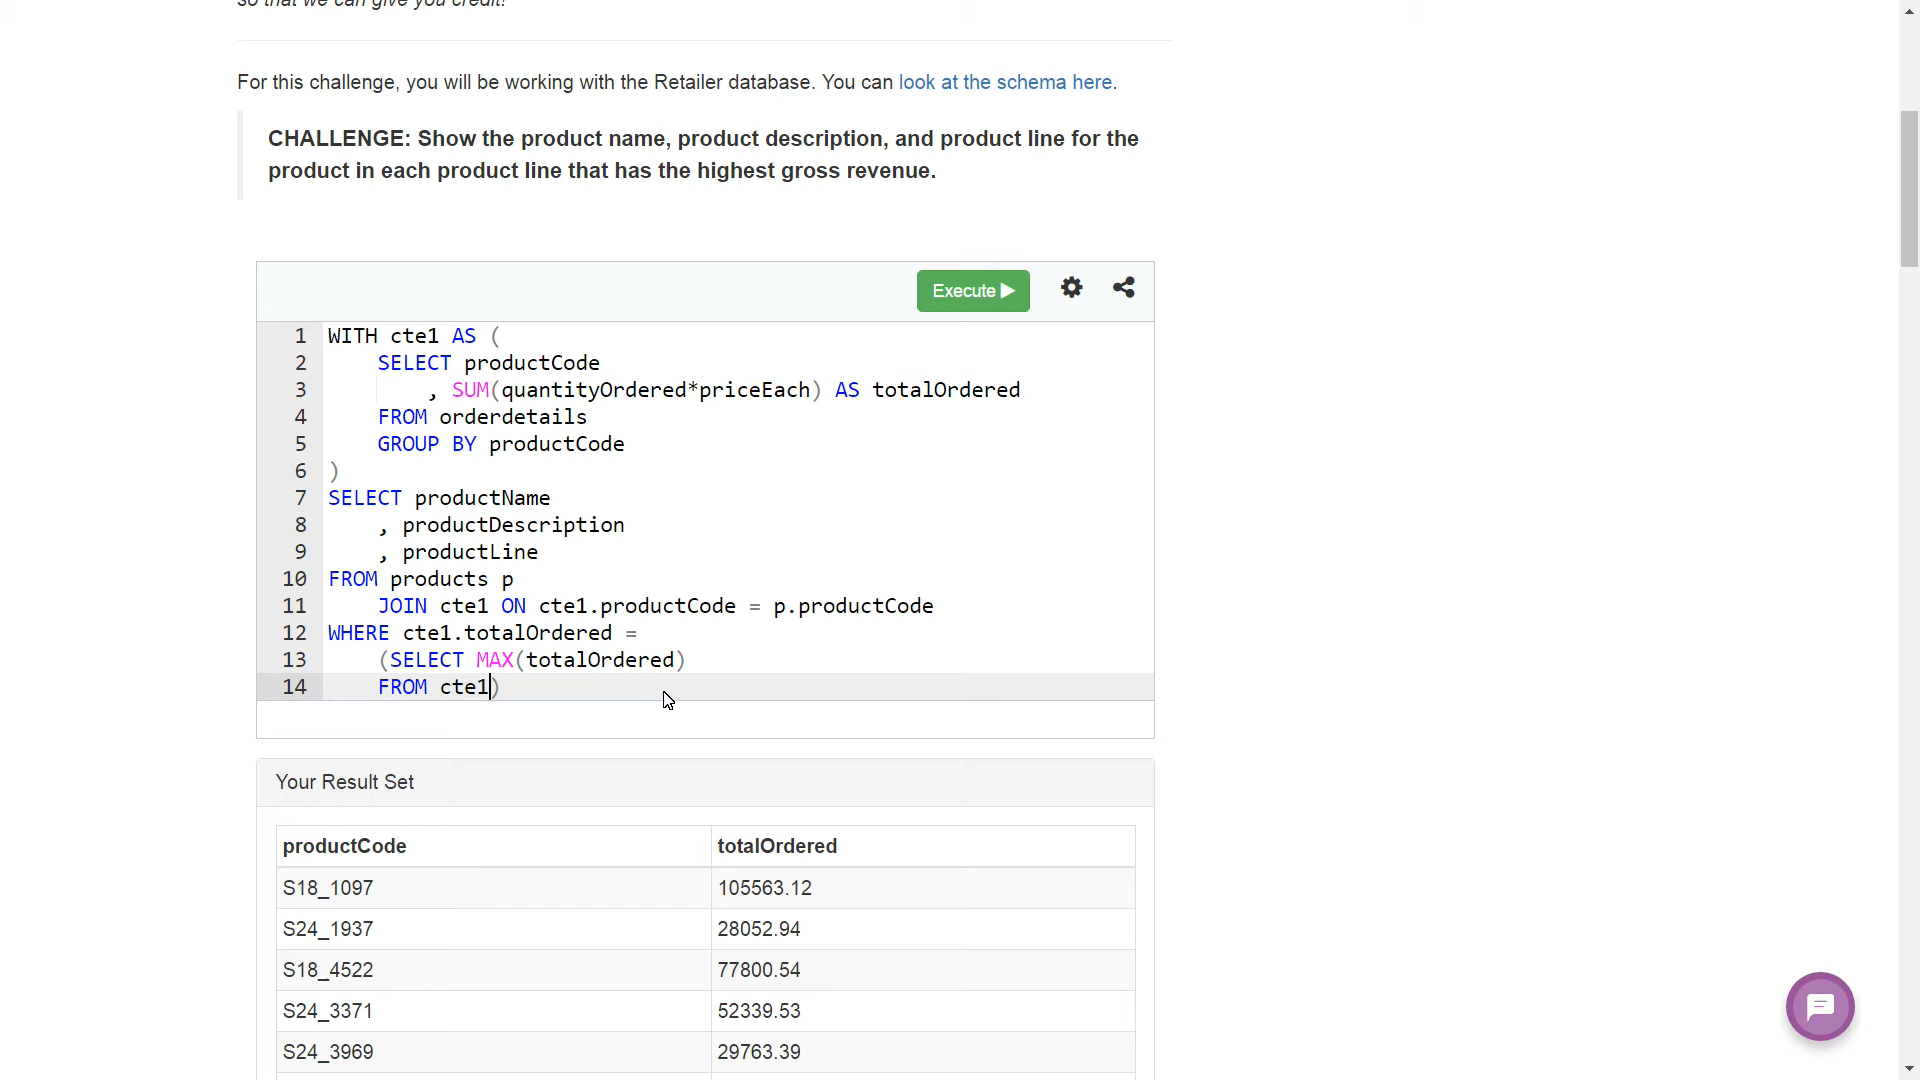 so that we can give you credit!
For this challenge, you will be working with the Retailer database. You can look at the schema here.
CHALLENGE: Show the product name, product description, and product line for the
product in each product line that has the highest gross revenue.
Execute
1 WITH cte1 AS (
2 SELECT productCode
3 , SUM(quantityOrdered*priceEach) AS totalOrdered
4 FROM orderdetails
5 GROUP BY productCode
6 )
7 SELECT productName
8 , productDescription
9 , productLine
10 FROM products p
11 JOIN cte1 ON cte1.productCode = p.productCode
12 WHERE cte1.totalOrdered =
13 (SELECT MAX(totalOrdered)
14 FROM cte1)
Your Result Set
productCode totalOrdered
S18_1097 105563.12
S24_1937 28052.94
S18_4522 77800.54
S24_3371 52339.53
S24_3969 29763.39